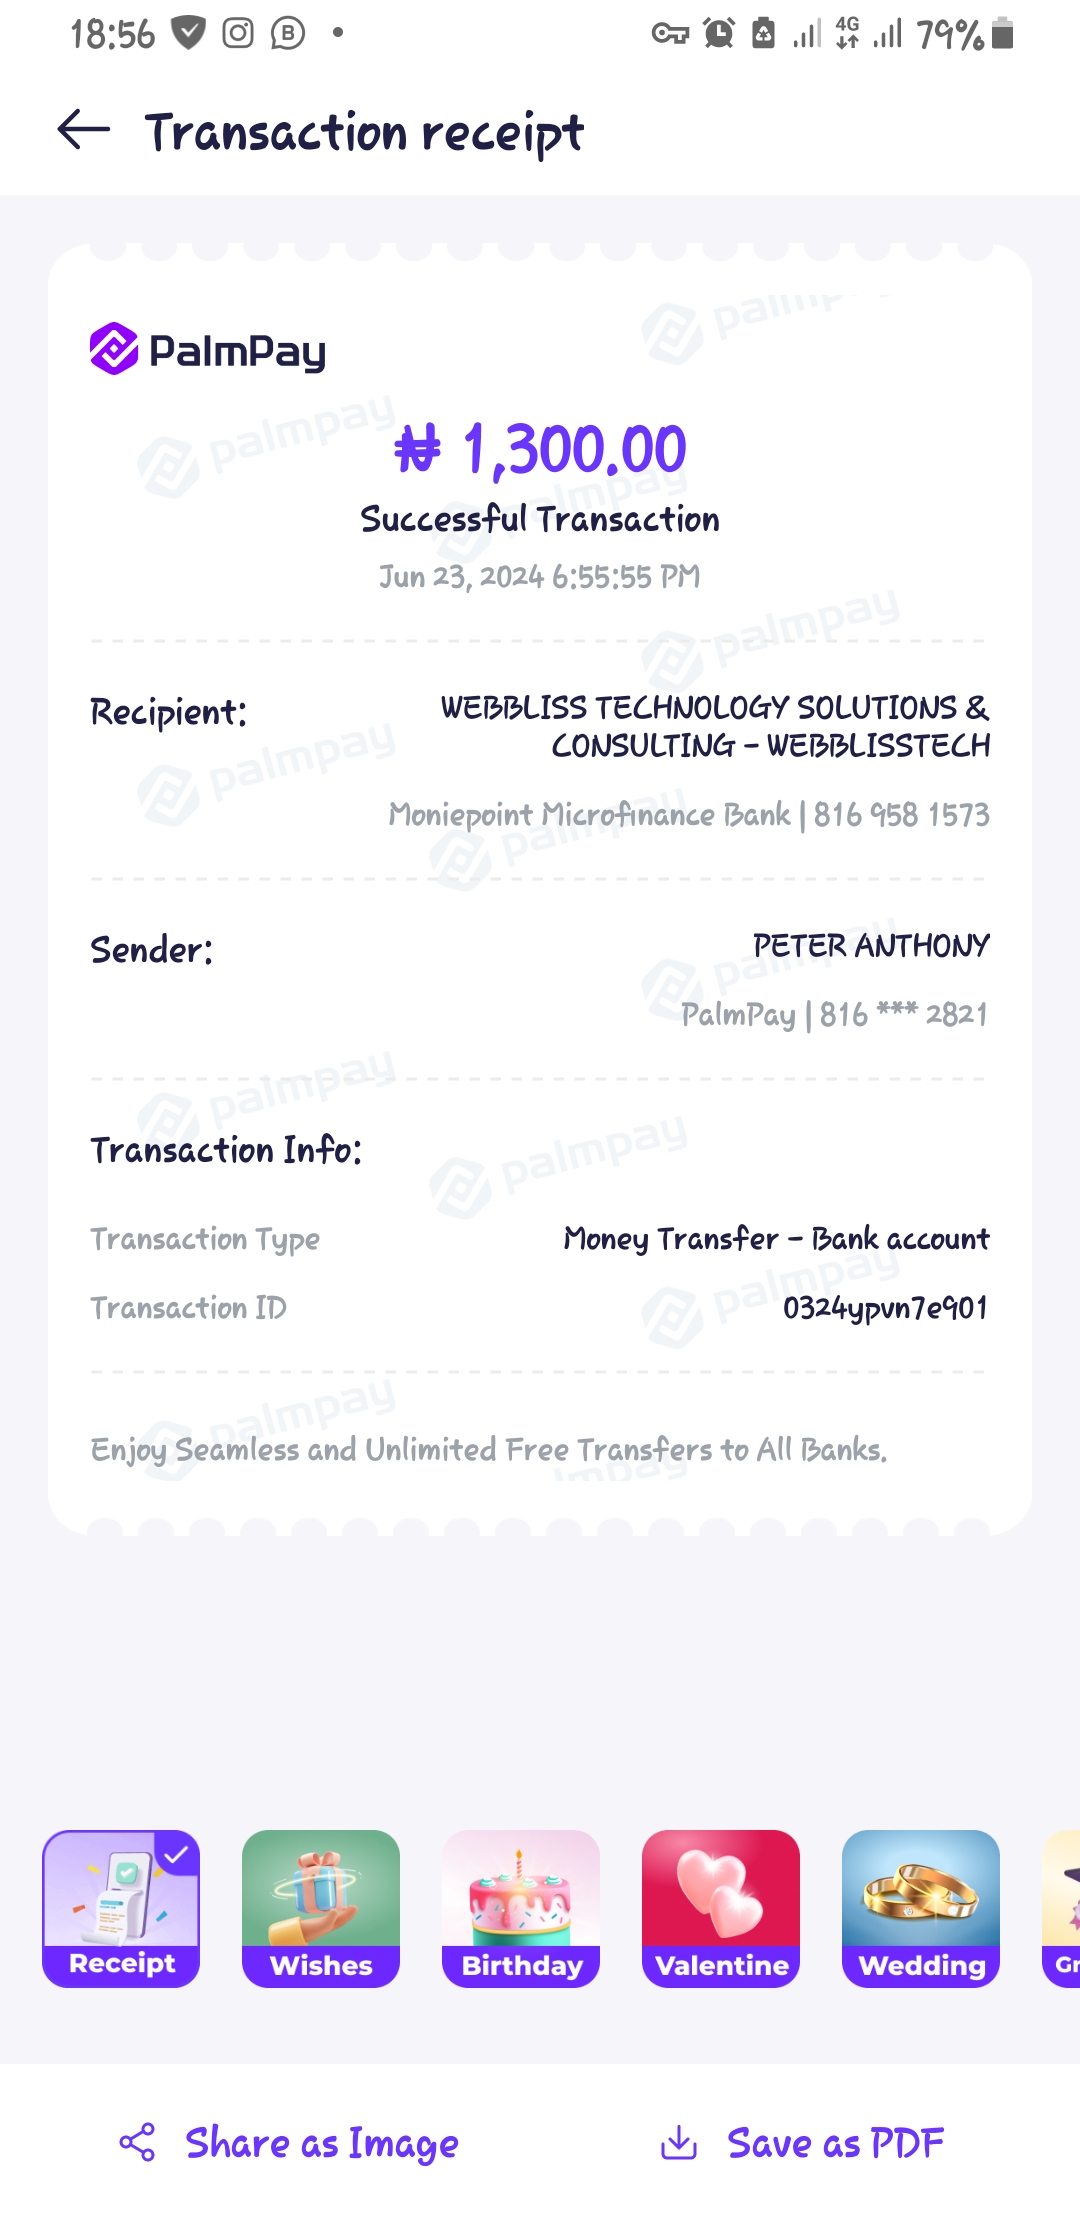 18:56 4G 79%
Transaction receipt
PalmPay
₦ 1,300.00
Successful Transaction
Jun 23, 2024 6:55:55 PM
Recipient: WEBBLISS TECHNOLOGY SOLUTIONS &
CONSULTING - WEBBLISSTECH
Moniepoint Microfinance Bank | 816 958 1573
Sender: PETER ANTHONY
PalmPay | 816 *** 2821
Transaction Info:
Transaction Type Money Transfer - Bank account
Transaction ID 0324ypvn7e901
Enjoy Seamless and Unlimited Free Transfers to All Banks.
Receipt Wishes Birthday Valentine Wedding Gr
Share as Image Save as PDF